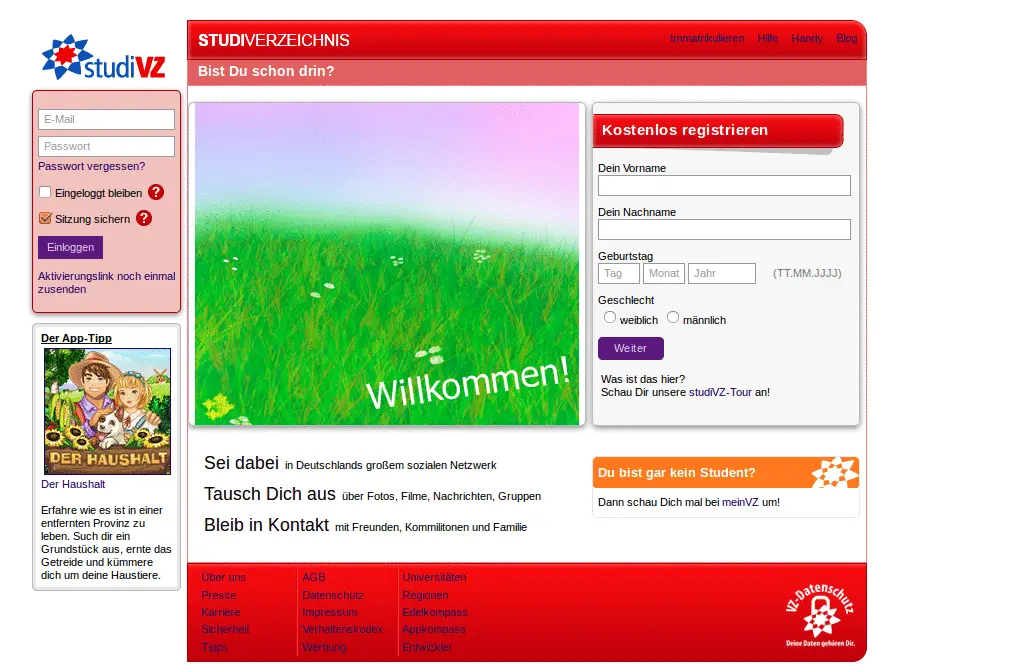 studiVZ
STUDIVERZEICHNIS
Immatrikulieren Hilfe Handy Blog
Bist Du schon drin?
E-Mail
Passwort
Passwort vergessen?
Eingeloggt bleiben ?
Sitzung sichern ?
Einloggen
Aktivierungslink noch einmal
zusenden
Der App-Tipp
DER HAUSHALT
Der Haushalt
Erfahre wie es ist in einer
entfernten Provinz zu
leben. Such dir ein
Grundstück aus, ernte das
Getreide und kümmere
dich um deine Haustiere.
Willkommen!
Kostenlos registrieren
Dein Vorname
Dein Nachname
Geburtstag
Tag Monat Jahr (TT.MM.JJJJ)
Geschlecht
weiblich männlich
Weiter
Was ist das hier?
Schau Dir unsere studiVZ-Tour an!
Sei dabei in Deutschlands großem sozialen Netzwerk
Tausch Dich aus über Fotos, Filme, Nachrichten, Gruppen
Bleib in Kontakt mit Freunden, Kommilitonen und Familie
Du bist gar kein Student?
Dann schau Dich mal bei meinVZ um!
Über uns
Presse
Karriere
Sicherheit
Tipps
AGB
Datenschutz
Impressum
Verhaltenskodex
Werbung
Universitäten
Regionen
Edelkompass
Appkompass
Entwickler
VZ-Datenschutz
Deine Daten gehören Dir.